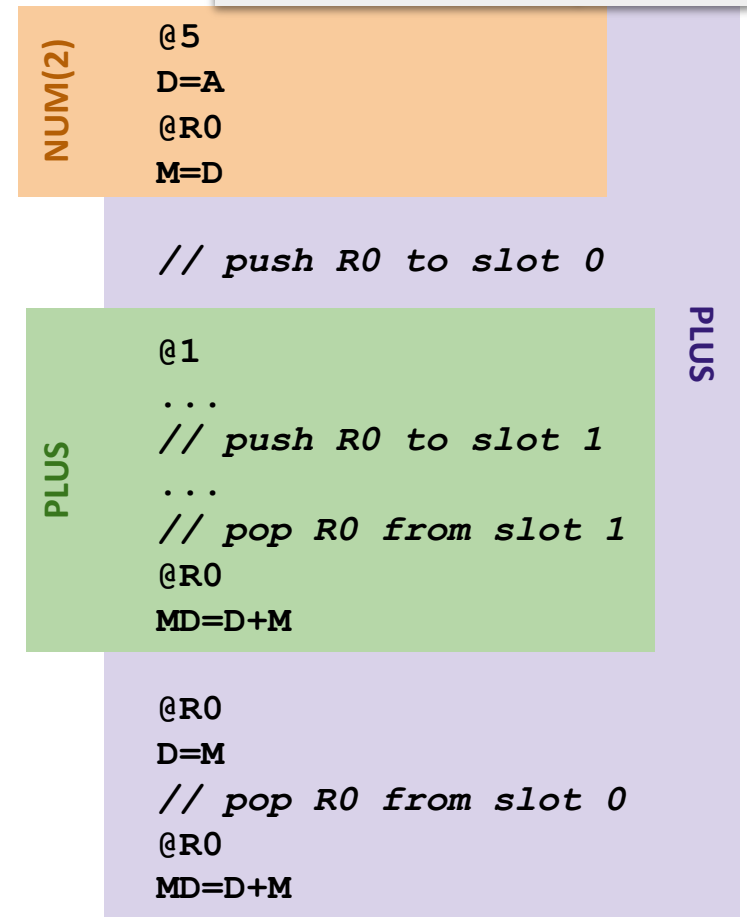 NUM(2)
@5
D=A
@R0
M=D
// push R0 to slot 0
PLUS
PLUS
@1
...
// push R0 to slot 1
...
// pop R0 from slot 1
@R0
MD=D+M
@R0
D=M
// pop R0 from slot 0
@R0
MD=D+M